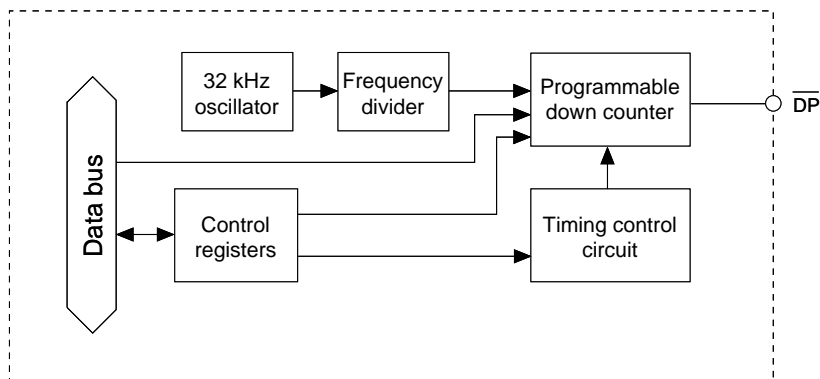 32 kHz
oscillator
Frequency
divider
Programmable
down counter
DP
Data bus
Control
registers
Timing control
circuit